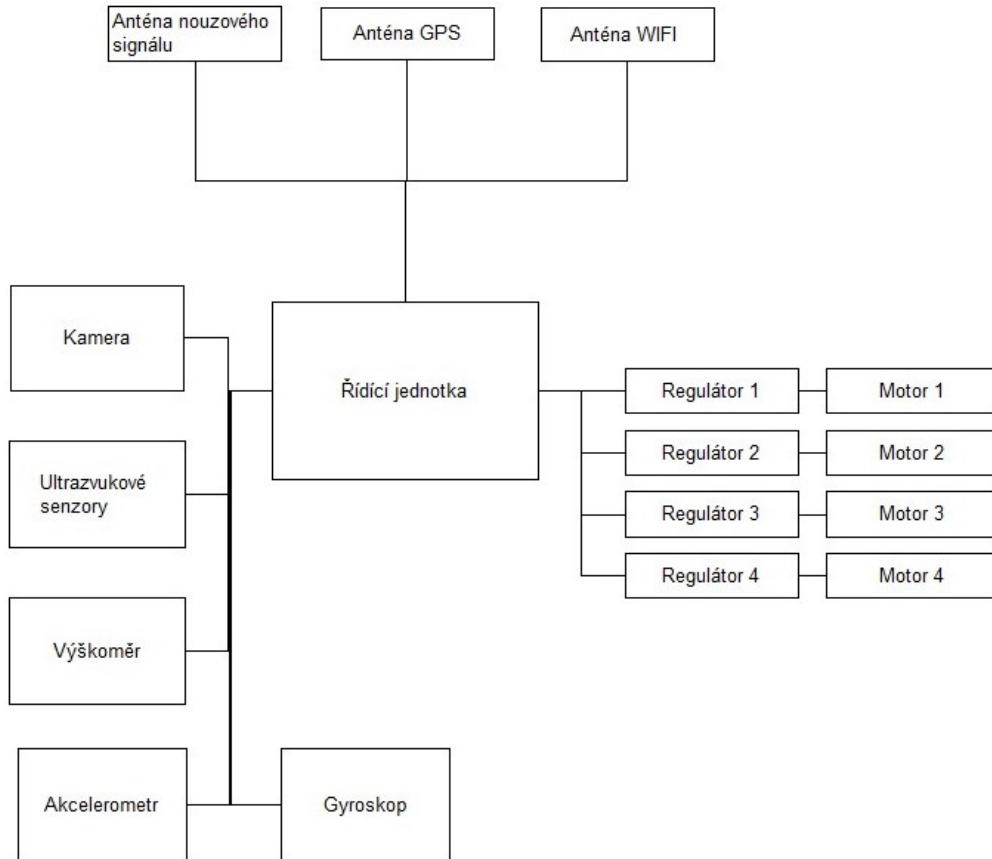 Anténa nouzového
signálu
Anténa GPS
Anténa WIFI
Kamera
Řídící jednotka
Regulátor 1
Motor 1
Regulátor 2
Motor 2
Ultrazvukové
senzory
Regulátor 3
Motor 3
Regulátor 4
Motor 4
Výškoměr
Akcelerometr
Gyroskop